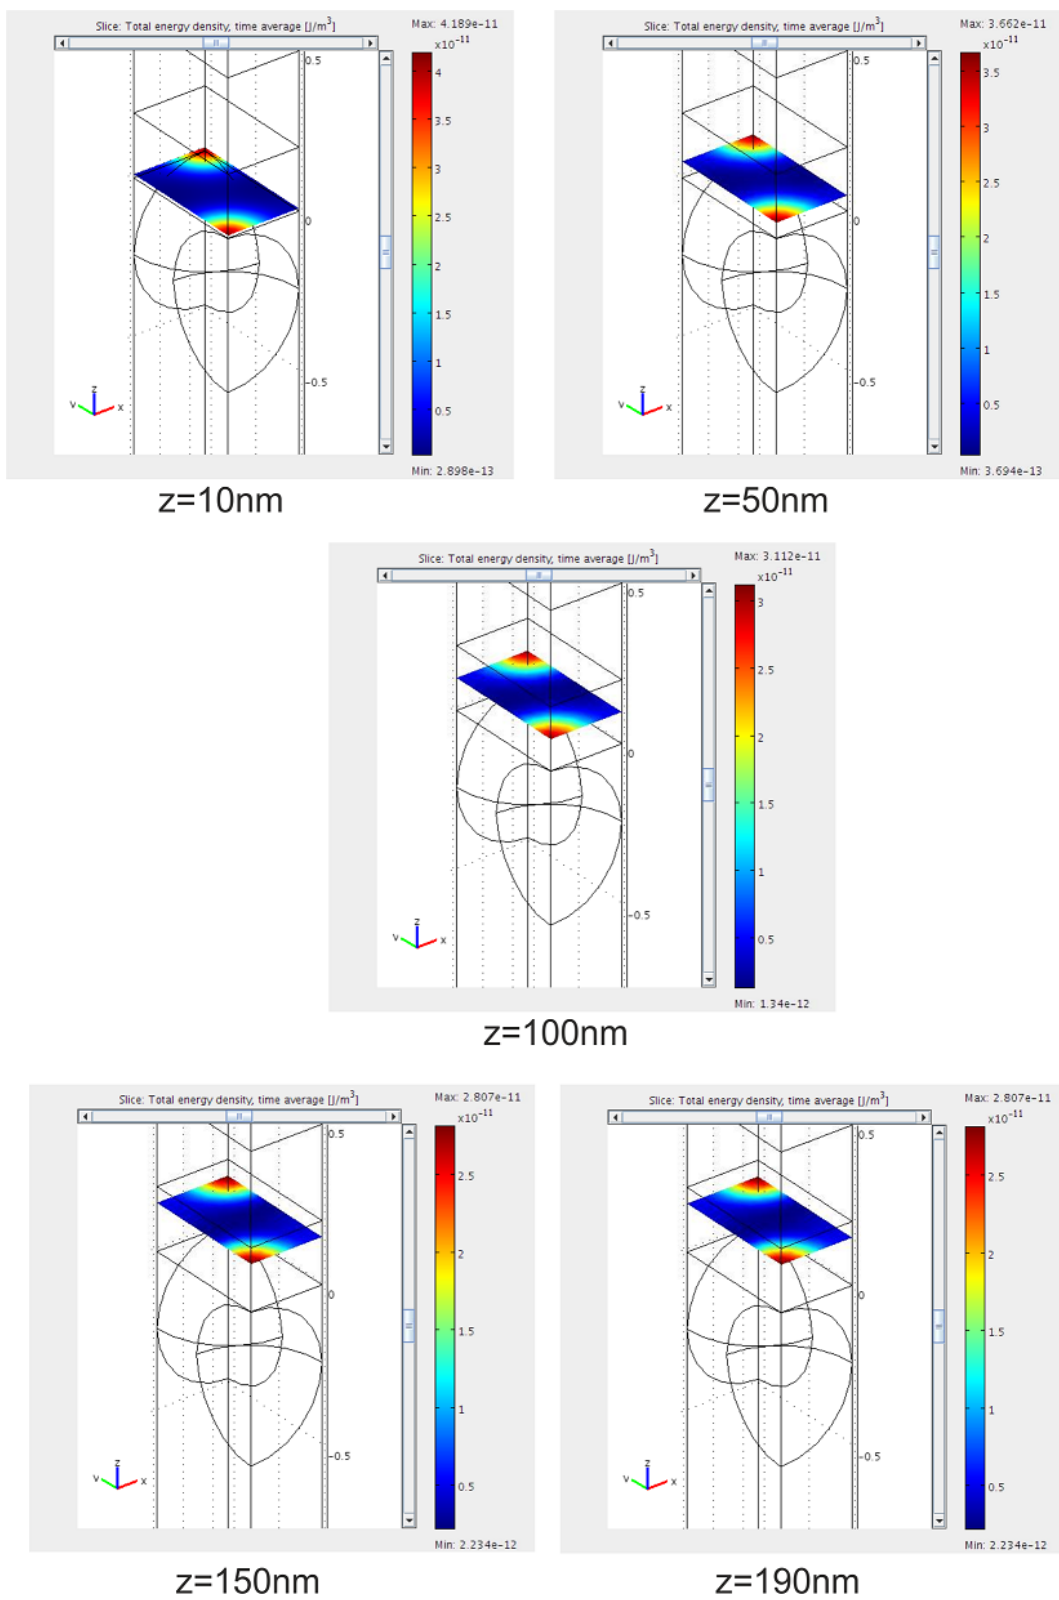 Slice: Total energy density, time average [J/m³]
Max: 4.189e-11
x10⁻¹¹
0.5
4
3.5
3
2.5
0
2
1.5
1
-0.5
0.5
z
y
x
Min: 2.898e-13
z=10nm
Slice: Total energy density, time average [J/m³]
Max: 3.662e-11
x10⁻¹¹
0.5
3.5
3
2.5
0
2
1.5
1
-0.5
0.5
z
y
x
Min: 3.694e-13
z=50nm
Slice: Total energy density, time average [J/m³]
Max: 3.112e-11
x10⁻¹¹
0.5
3
2.5
0
2
1.5
1
-0.5
0.5
z
y
x
Min: 1.34e-12
z=100nm
Slice: Total energy density, time average [J/m³]
Max: 2.807e-11
x10⁻¹¹
0.5
2.5
2
0
1.5
1
-0.5
0.5
z
y
x
Min: 2.234e-12
z=150nm
Slice: Total energy density, time average [J/m³]
Max: 2.807e-11
x10⁻¹¹
0.5
2.5
2
0
1.5
1
-0.5
0.5
z
y
x
Min: 2.234e-12
z=190nm